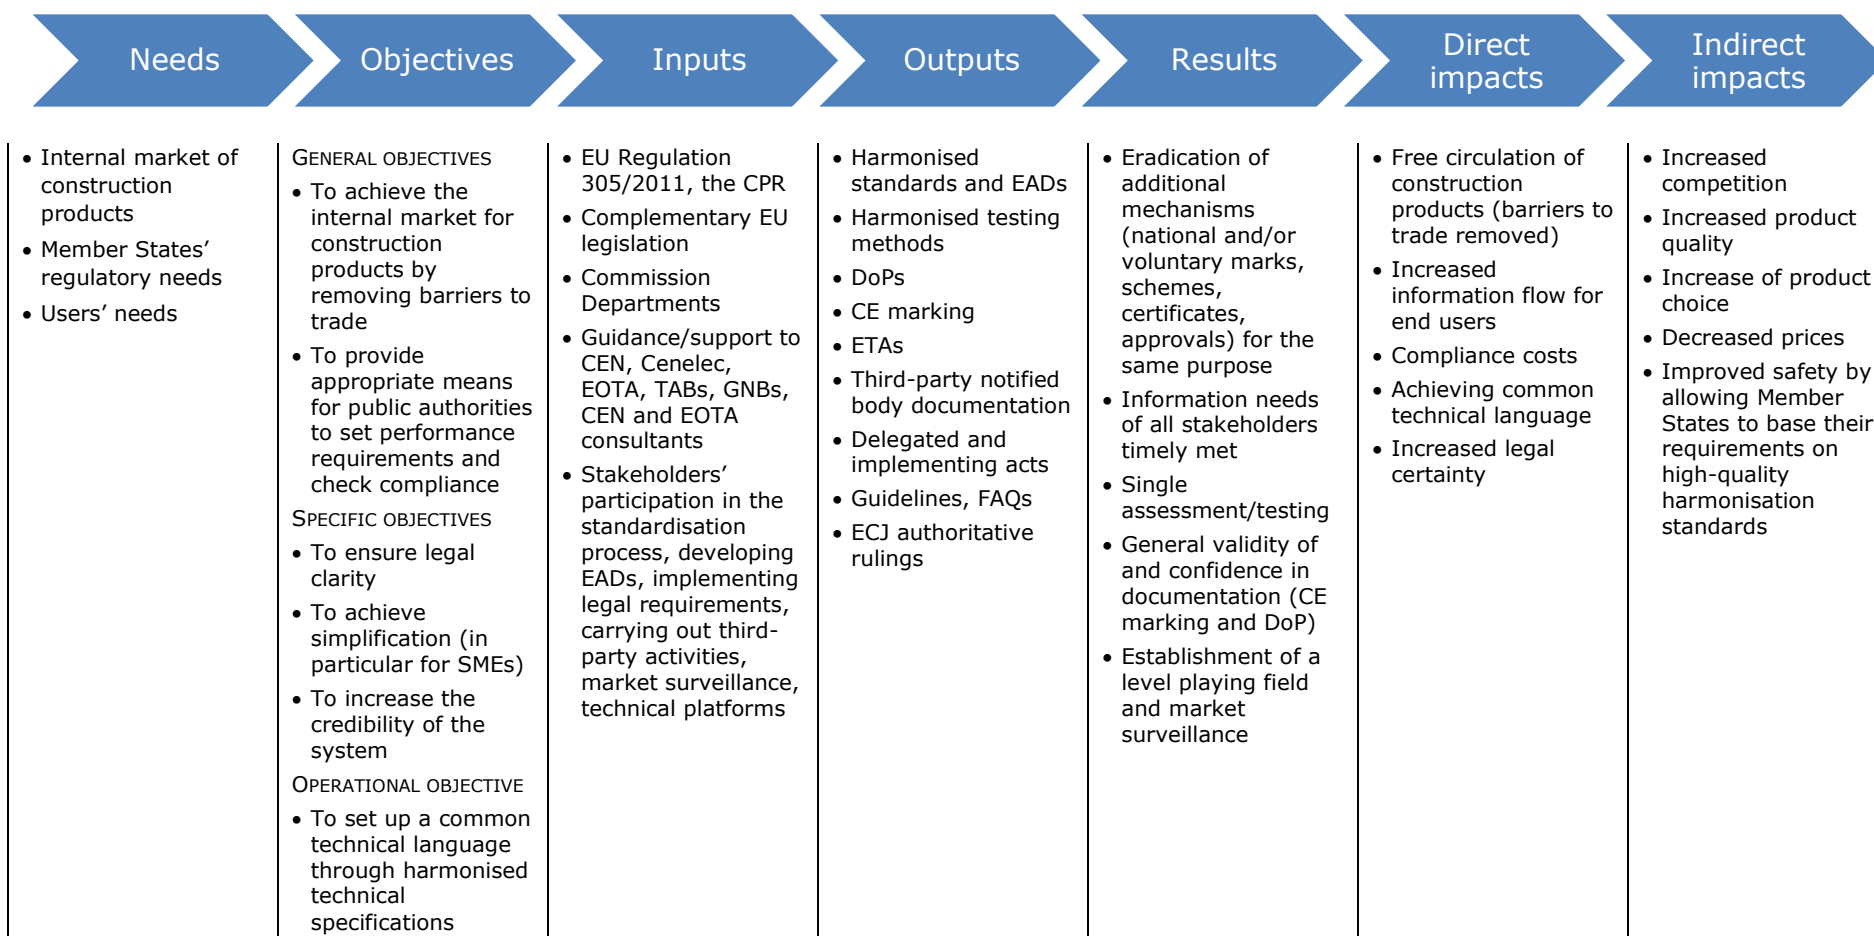 Needs
Objectives
Inputs
Outputs
Results
Direct
impacts
Indirect
impacts
• Internal market of
construction
products
• Member States’
regulatory needs
• Users’ needs
GENERAL OBJECTIVES
• To achieve the
internal market for
construction
products by
removing barriers to
trade
• To provide
appropriate means
for public authorities
to set performance
requirements and
check compliance
SPECIFIC OBJECTIVES
• To ensure legal
clarity
• To achieve
simplification (in
particular for SMEs)
• To increase the
credibility of the
system
OPERATIONAL OBJECTIVE
• To set up a common
technical language
through harmonised
technical
specifications
• EU Regulation
305/2011, the CPR
• Complementary EU
legislation
• Commission
Departments
• Guidance/support to
CEN, Cenelec,
EOTA, TABs, GNBs,
CEN and EOTA
consultants
• Stakeholders’
participation in the
standardisation
process, developing
EADs, implementing
legal requirements,
carrying out third-
party activities,
market surveillance,
technical platforms
• Harmonised
standards and EADs
• Harmonised testing
methods
• DoPs
• CE marking
• ETAs
• Third-party notified
body documentation
• Delegated and
implementing acts
• Guidelines, FAQs
• ECJ authoritative
rulings
• Eradication of
additional
mechanisms
(national and/or
voluntary marks,
schemes,
certificates,
approvals) for the
same purpose
• Information needs
of all stakeholders
timely met
• Single
assessment/testing
• General validity of
and confidence in
documentation (CE
marking and DoP)
• Establishment of a
level playing field
and market
surveillance
• Free circulation of
construction
products (barriers to
trade removed)
• Increased
information flow for
end users
• Compliance costs
• Achieving common
technical language
• Increased legal
certainty
• Increased
competition
• Increased product
quality
• Increase of product
choice
• Decreased prices
• Improved safety by
allowing Member
States to base their
requirements on
high-quality
harmonisation
standards